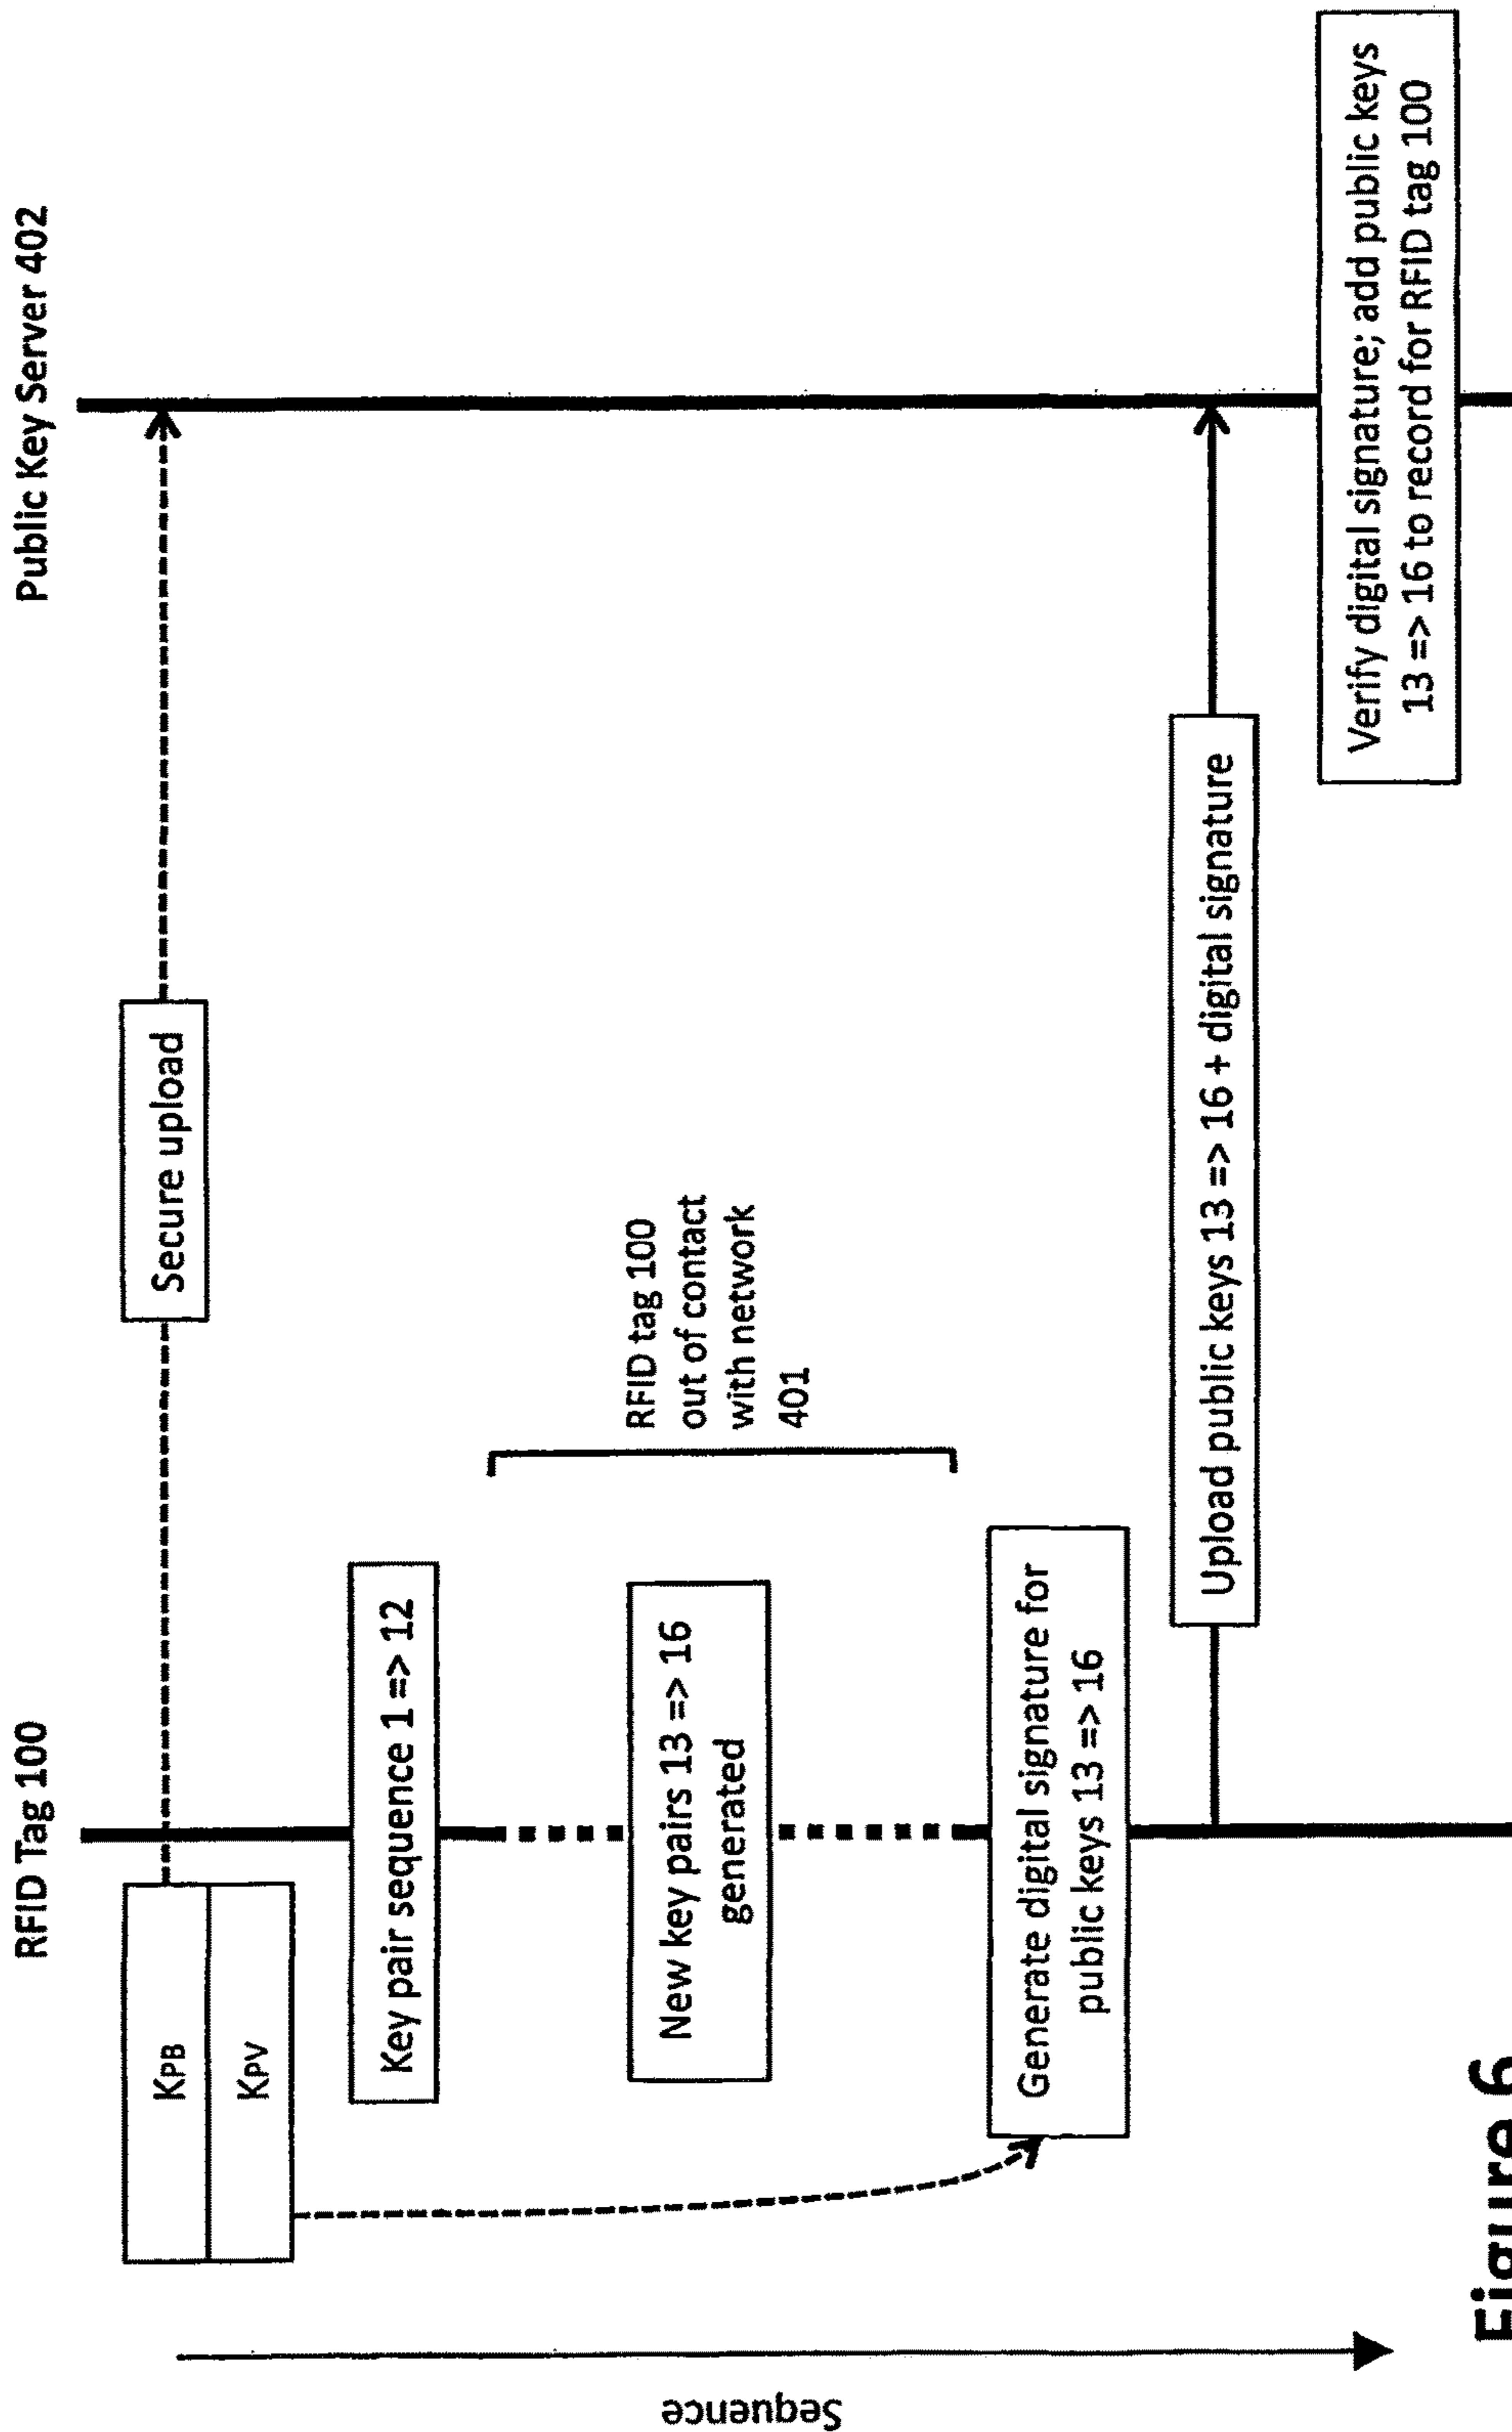 RFID Tag 100
Public Key Server 402
KPB
KPV
Secure upload
Key pair sequence 1 => 12
New key pairs 13 => 16
generated
RFID tag 100
out of contact
with network
401
Generate digital signature for
public keys 13 => 16
Upload public keys 13 => 16 + digital signature
Verify digital signature; add public keys
13 => 16 to record for RFID tag 100
Sequence
Figure 6